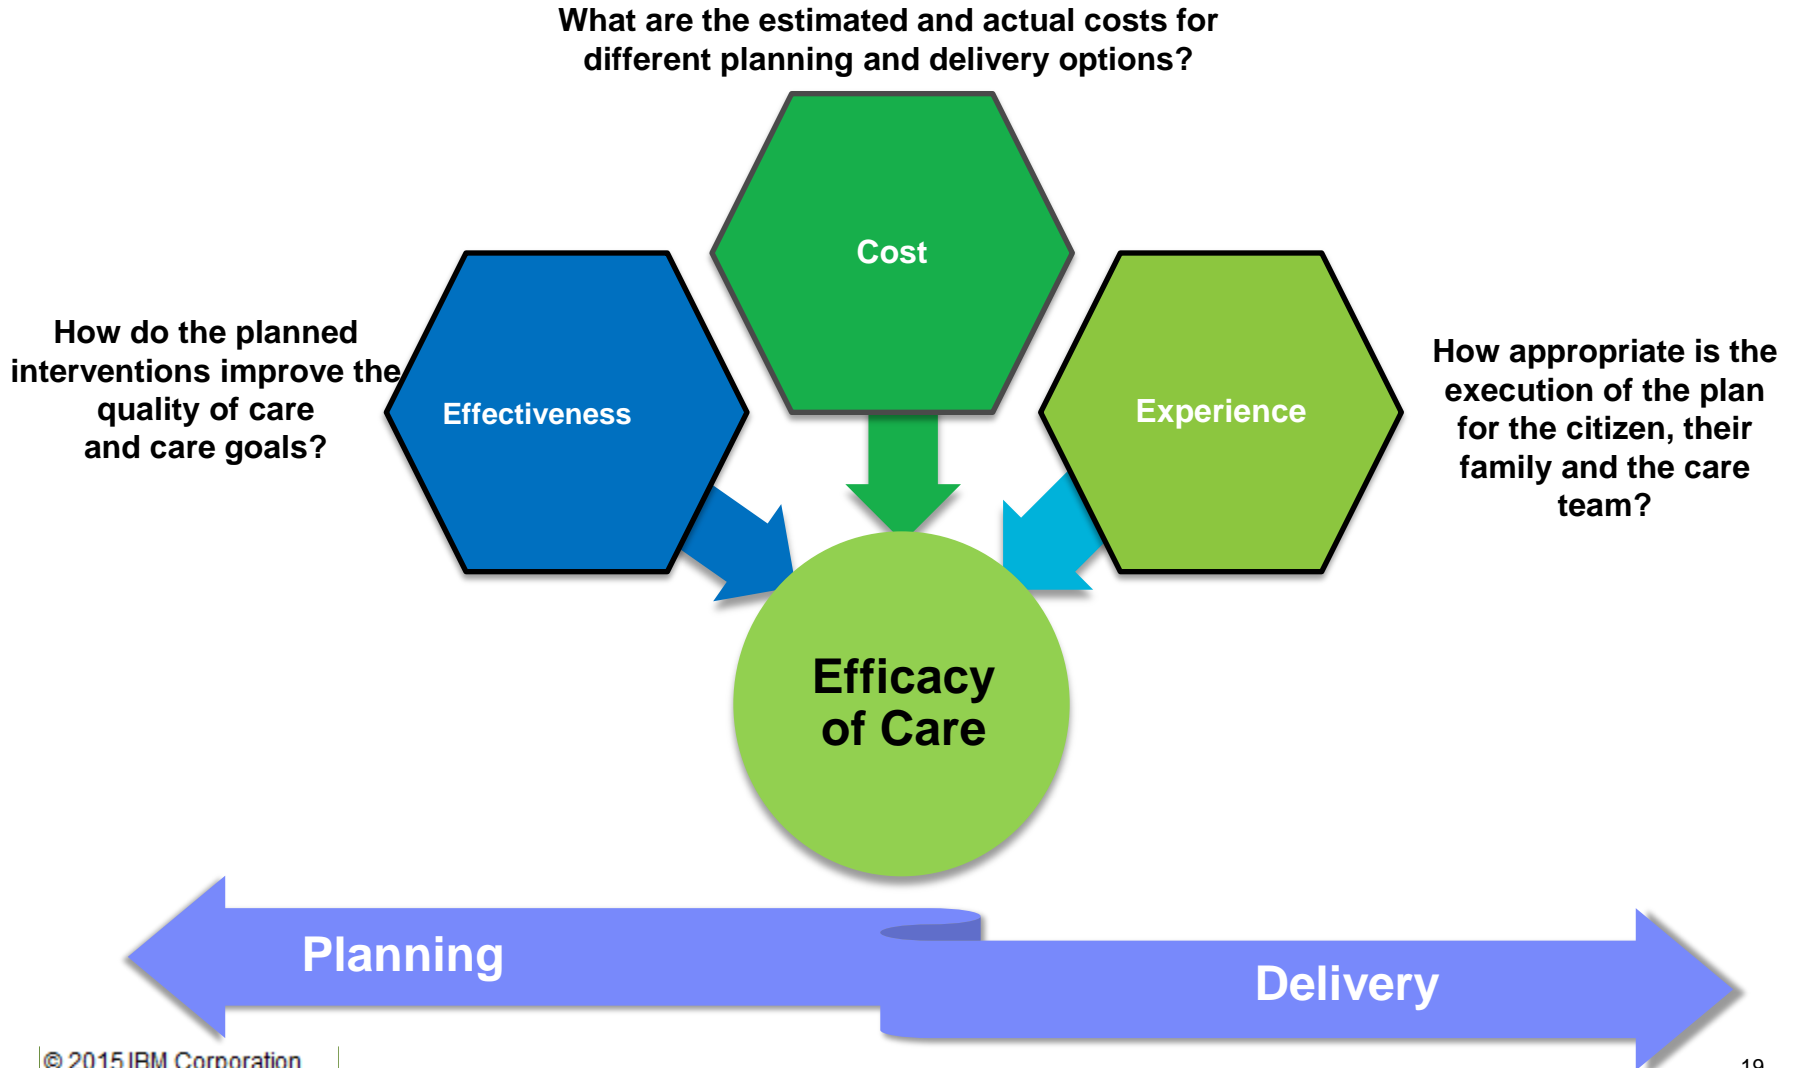 What are the estimated and actual costs for
different planning and delivery options?
Cost
How do the planned
interventions improve the
quality of care
and care goals?
Effectiveness
Experience
How appropriate is the
execution of the plan
for the citizen, their
family and the care
team?
Efficacy
of Care
Planning
Delivery
© 2015 IBM Corporation
19